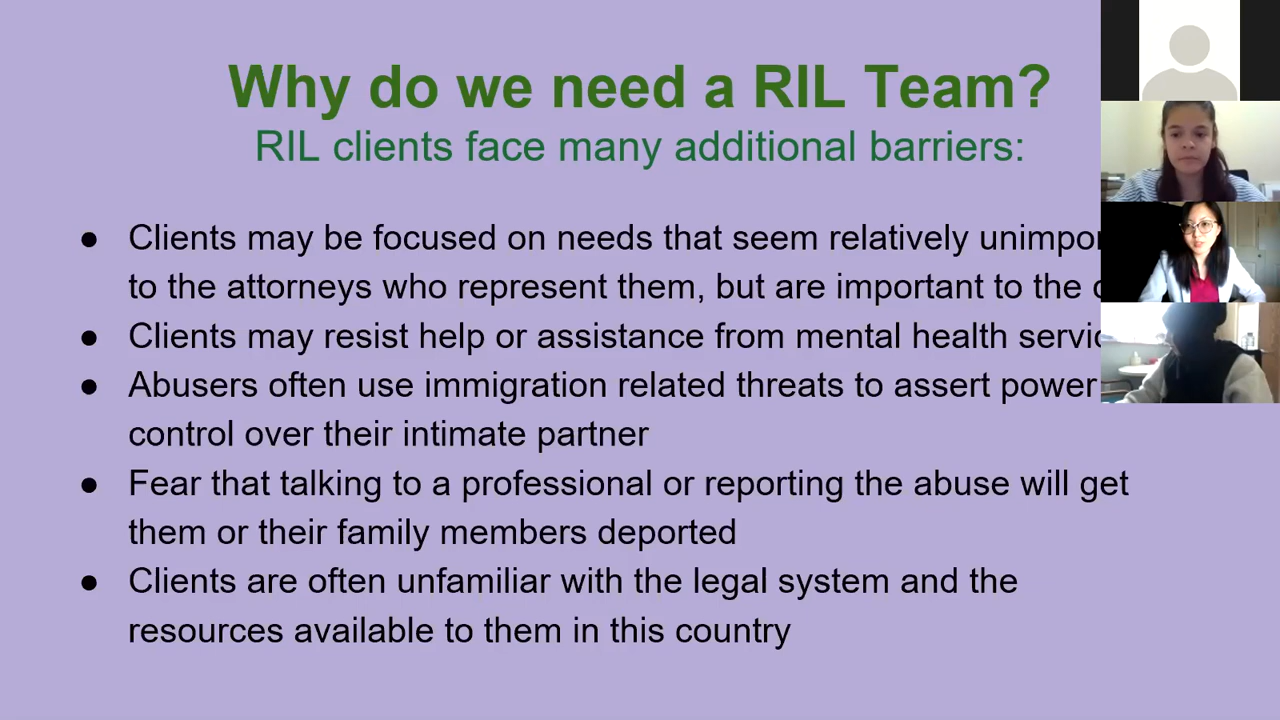 Why do we need a RIL Team?
RIL clients face many additional barriers:
● Clients may be focused on needs that seem relatively
to the attorneys who represent them, but are important to the
● Clients may resist help or assistance from mental health
● Abusers often use immigration related threats to assert power
control over their intimate partner
● Fear that talking to a professional or reporting the abuse will get
them or their family members deported
● Clients are often unfamiliar with the legal system and the
resources available to them in this country